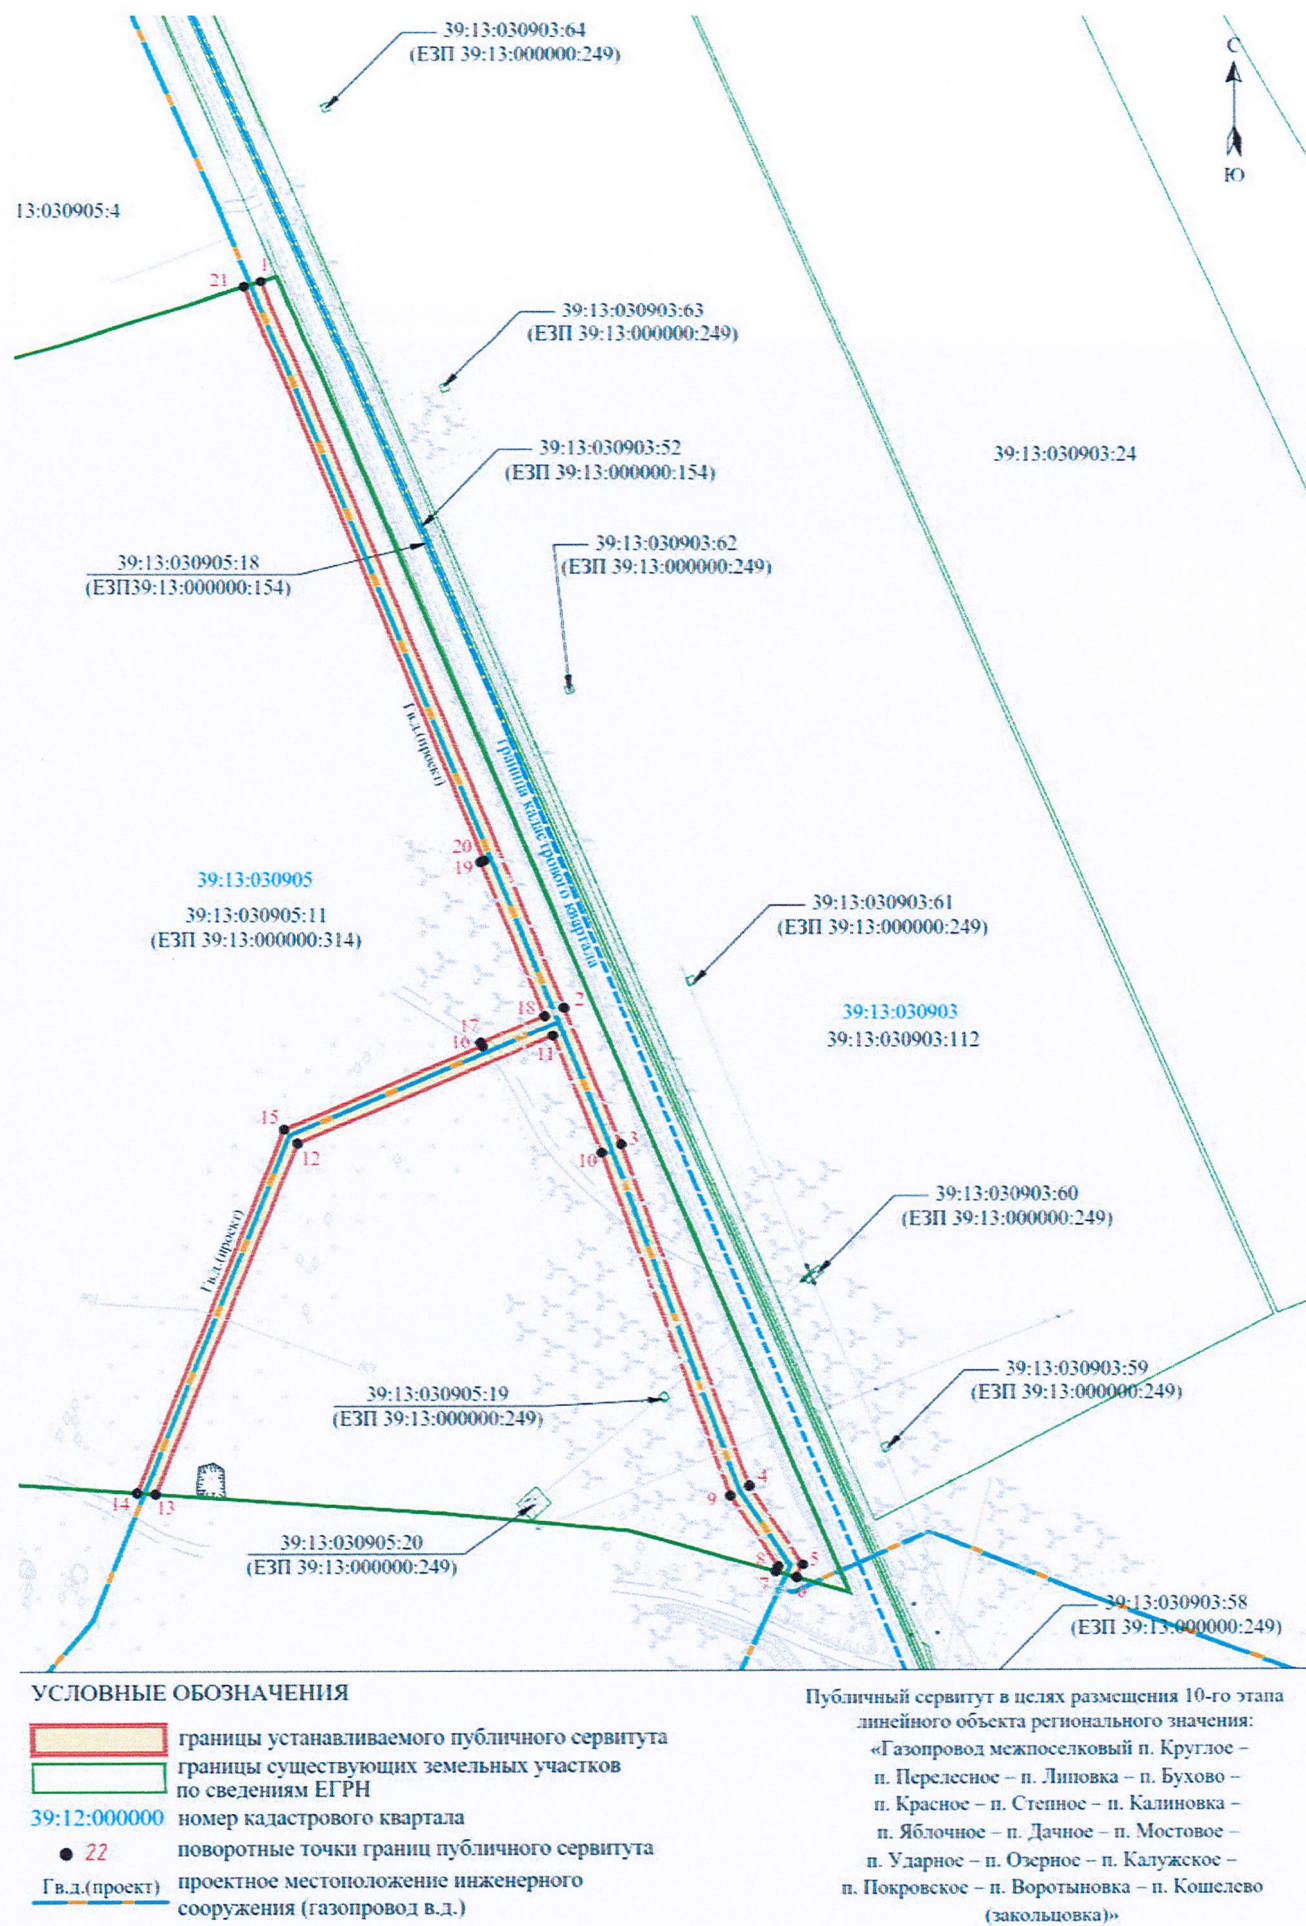 39:13:030903:64
(ЕЗП 39:13:000000:249)
С
Ю
13:030905:4
21
1
39:13:030903:63
(ЕЗП 39:13:000000:249)
39:13:030903:52
(ЕЗП 39:13:000000:154)
39:13:030903:24
39:13:030903:62
(ЕЗП 39:13:000000:249)
39:13:030905:18
(ЕЗП39:13:000000:154)
Гв.д.(проект)
Граница кадастрового квартала
20
19
39:13:030905
39:13:030905:11
(ЕЗП 39:13:000000:314)
39:13:030903:61
(ЕЗП 39:13:000000:249)
39:13:030903
39:13:030903:112
2
18
17
16
11
15
12
3
10
39:13:030903:60
(ЕЗП 39:13:000000:249)
Гв.д.(проект)
39:13:030903:59
(ЕЗП 39:13:000000:249)
39:13:030905:19
(ЕЗП 39:13:000000:249)
4
9
14
13
39:13:030905:20
(ЕЗП 39:13:000000:249)
8
5
7
6
39:13:030903:58
(ЕЗП 39:13:000000:249)
УСЛОВНЫЕ ОБОЗНАЧЕНИЯ
границы устанавливаемого публичного сервитута
границы существующих земельных участков
по сведениям ЕГРН
39:12:000000 номер кадастрового квартала
22 поворотные точки границ публичного сервитута
Гв.д.(проект) проектное местоположение инженерного
сооружения (газопровод в.д.)
Публичный сервитут в целях размещения 10-го этапа
линейного объекта регионального значения:
«Газопровод межпоселковый п. Круглое –
п. Перелесное – п. Липовка – п. Бухово –
п. Красное – п. Степное – п. Калиновка –
п. Яблочное – п. Дачное – п. Мостовое –
п. Ударное – п. Озерное – п. Калужское –
п. Покровское – п. Воротыновка – п. Кошелево
(закольцовка)»